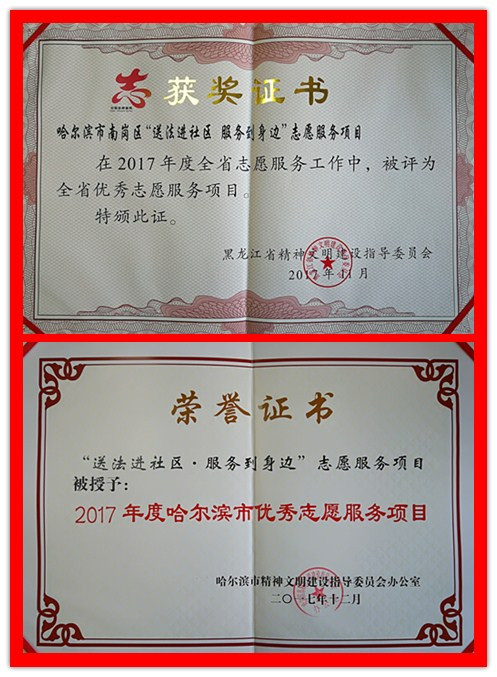 获奖证书
哈尔滨市南岗区“送法进社区 服务到身边”志愿服务项目
在2017年度全省志愿服务工作中，被评为
全省优秀志愿服务项目。
特颁此证。
黑龙江省精神文明建设指导委员会
2017年11月
荣誉证书
“送法进社区·服务到身边”志愿服务项目
被授予：
2017年度哈尔滨市优秀志愿服务项目
哈尔滨市精神文明建设指导委员会办公室
二〇一七年十二月